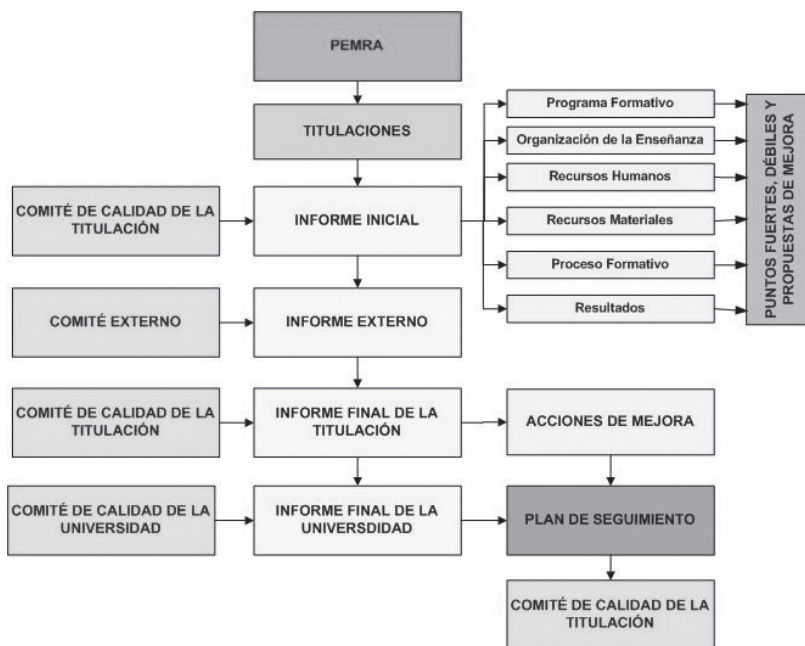 PEMRA
TITULACIONES
COMITÉ DE CALIDAD DE LA
TITULACIÓN
INFORME INICIAL
Programa Formativo
Organización de la Enseñanza
Recursos Humanos
Recursos Materiales
Proceso Formativo
Resultados
PUNTOS FUERTES, DÉBILES Y
PROPUESTAS DE MEJORA
COMITÉ EXTERNO
INFORME EXTERNO
COMITÉ DE CALIDAD DE LA
TITULACIÓN
INFORME FINAL DE LA
TITULACIÓN
ACCIONES DE MEJORA
COMITÉ DE CALIDAD DE LA
UNIVERSIDAD
INFORME FINAL DE LA
UNIVERSDIDAD
PLAN DE SEGUIMIENTO
COMITÉ DE CALIDAD DE LA
TITULACIÓN